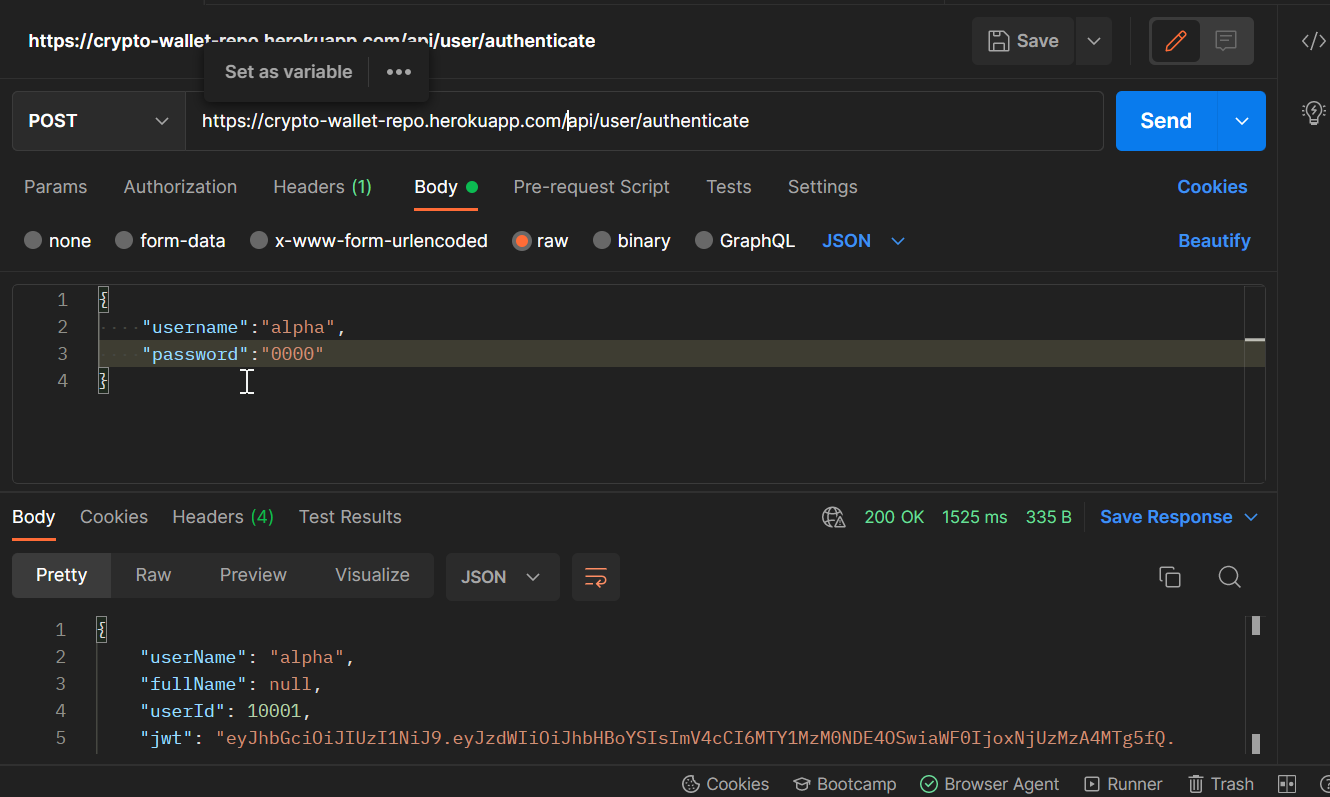 https://crypto-wallet-repo.herokuapp.com/api/user/authenticate
Save
Set as variable •••
POST https://crypto-wallet-repo.herokuapp.com/api/user/authenticate Send
Params Authorization Headers (1) Body Pre-request Script Tests Settings Cookies
none form-data x-www-form-urlencoded raw binary GraphQL JSON Beautify
1 {
2 "username":"alpha",
3 "password":"0000"
4 }
Body Cookies Headers (4) Test Results 200 OK 1525 ms 335 B Save Response
Pretty Raw Preview Visualize JSON
1 {
2 "userName": "alpha",
3 "fullName": null,
4 "userId": 10001,
5 "jwt": "eyJhbGciOiJIUzI1NiJ9.eyJzdWIiOiJhbHBoYSIsImV4cCI6MTY1MzM0NDE4OSwiaWF0IjoxNjUzMzA4MTg5fQ.
Cookies Bootcamp Browser Agent Runner Trash